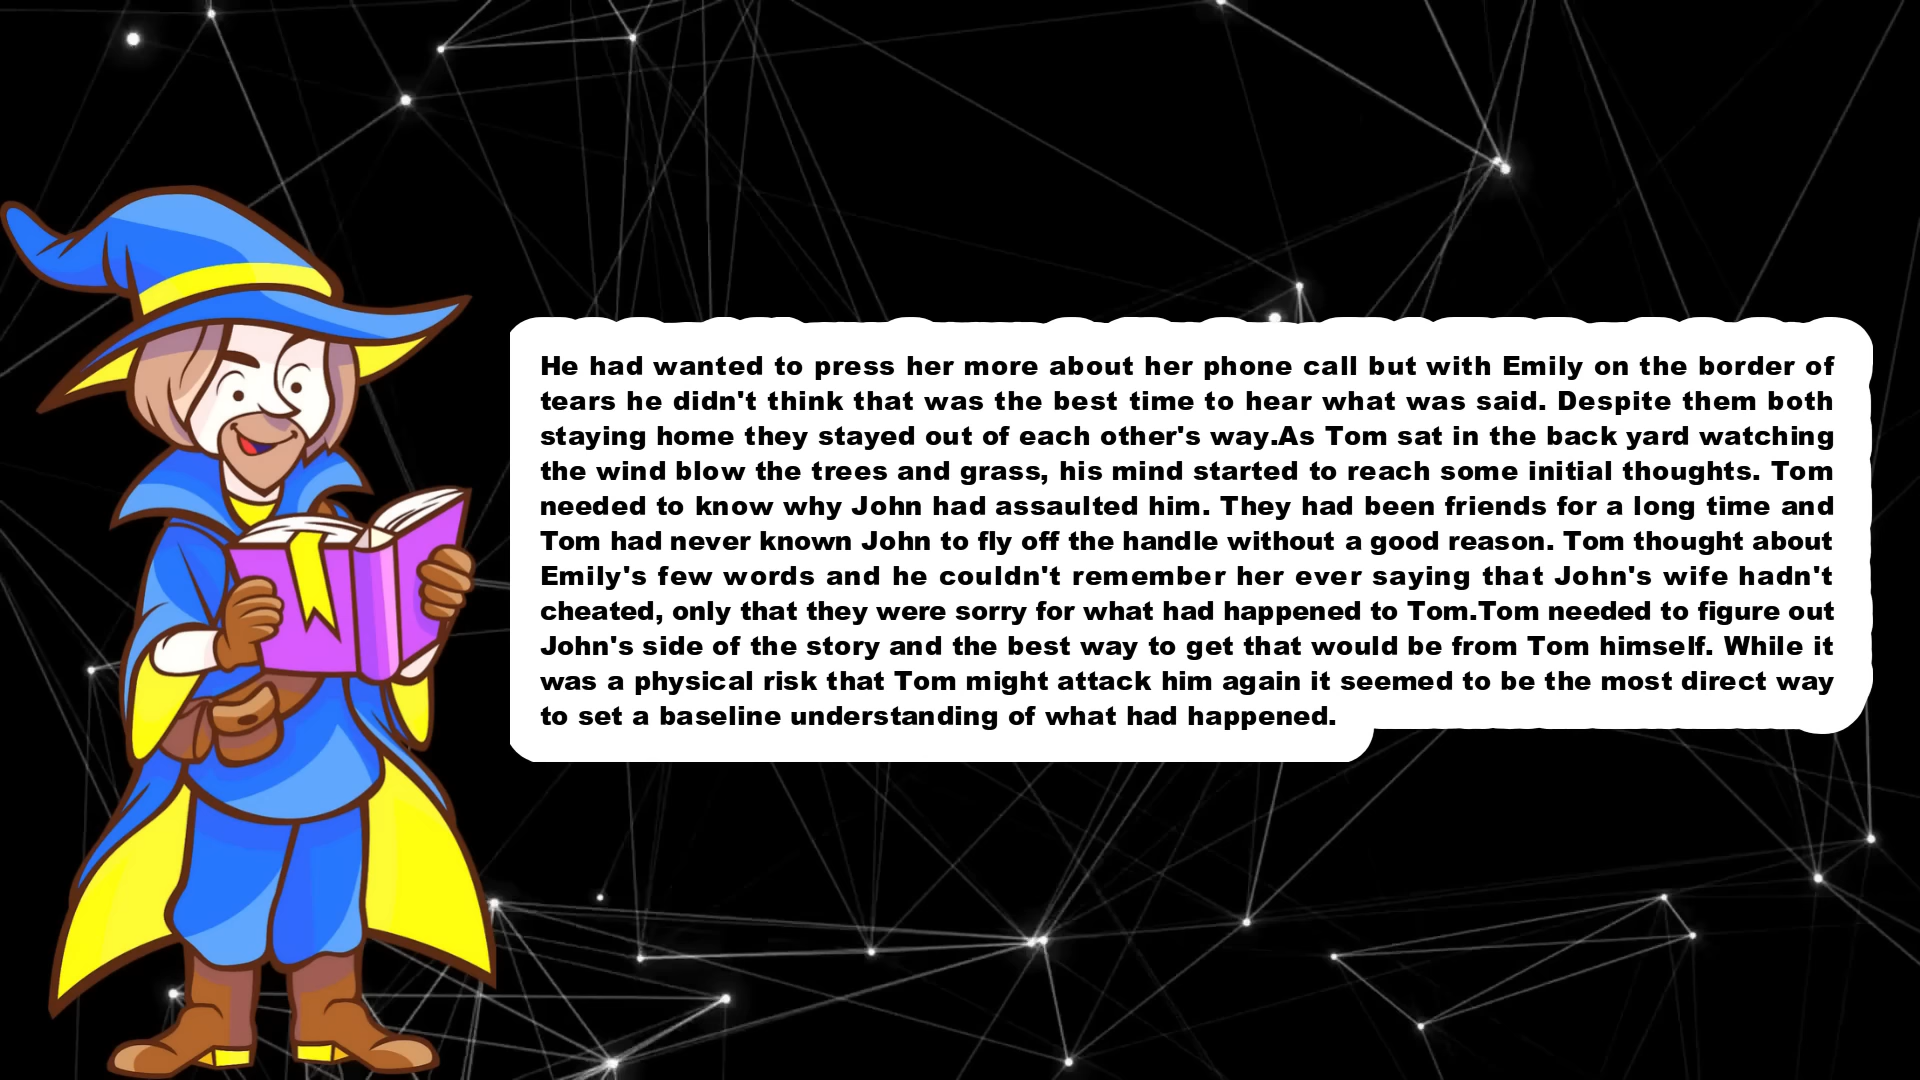 He had wanted to press her more about her phone call but with Emily on the border of
tears he didn't think that was the best time to hear what was said. Despite them both
staying home they stayed out of each other's way.As Tom sat in the back yard watching
the wind blow the trees and grass, his mind started to reach some initial thoughts. Tom
needed to know why John had assaulted him. They had been friends for a long time and
Tom had never known John to fly off the handle without a good reason. Tom thought about
Emily's few words and he couldn't remember her ever saying that John's wife hadn't
cheated, only that they were sorry for what had happened to Tom.Tom needed to figure out
John's side of the story and the best way to get that would be from Tom himself. While it
was a physical risk that Tom might attack him again it seemed to be the most direct way
to set a baseline understanding of what had happened.